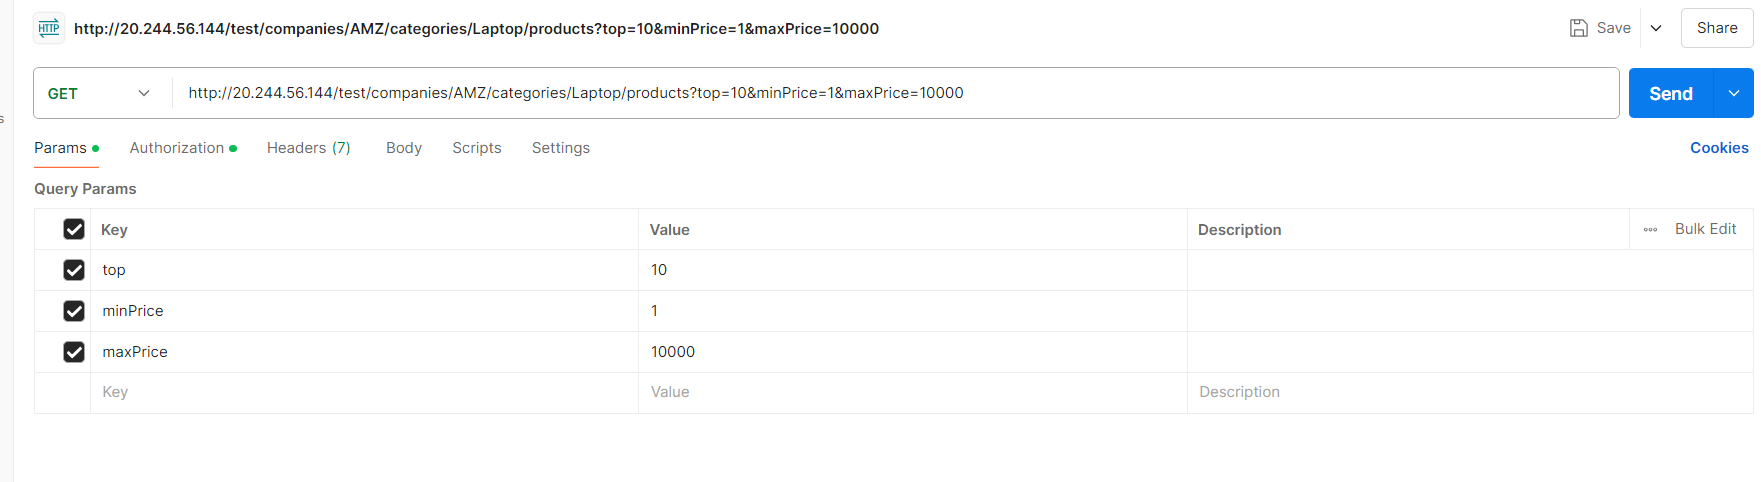 HTTP http://20.244.56.144/test/companies/AMZ/categories/Laptop/products?top=10&minPrice=1&maxPrice=10000 Save Share
GET http://20.244.56.144/test/companies/AMZ/categories/Laptop/products?top=10&minPrice=1&maxPrice=10000 Send
s
Params Authorization Headers (7) Body Scripts Settings Cookies
Query Params
Key Value Description Bulk Edit
top 10
minPrice 1
maxPrice 10000
Key Value Description